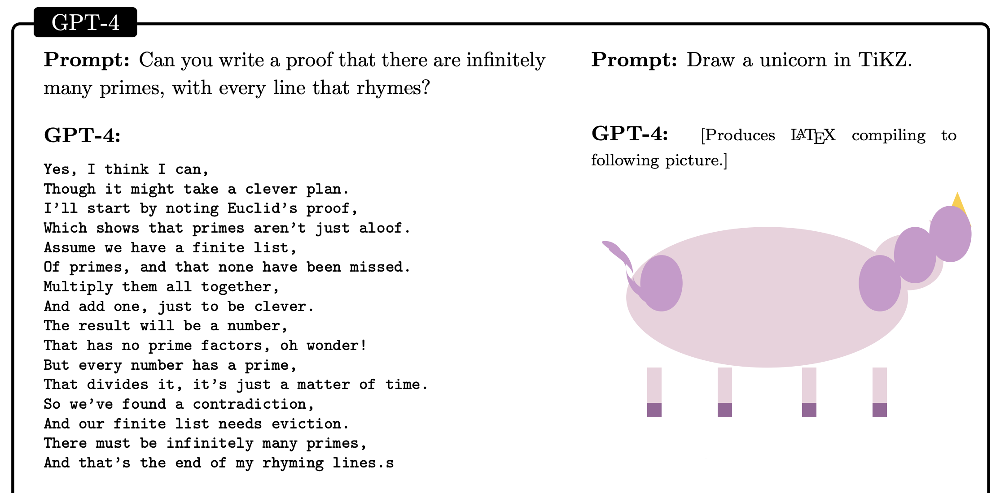 GPT-4
Prompt: Can you write a proof that there are infinitely
many primes, with every line that rhymes?
GPT-4:
Yes, I think I can,
Though it might take a clever plan.
I'll start by noting Euclid's proof,
Which shows that primes aren't just aloof.
Assume we have a finite list,
Of primes, and that none have been missed.
Multiply them all together,
And add one, just to be clever.
The result will be a number,
That has no prime factors, oh wonder!
But every number has a prime,
That divides it, it's just a matter of time.
So we've found a contradiction,
And our finite list needs eviction.
There must be infinitely many primes,
And that's the end of my rhyming lines.s
Prompt: Draw a unicorn in TiKZ.
GPT-4: [Produces LATEX compiling to
following picture.]